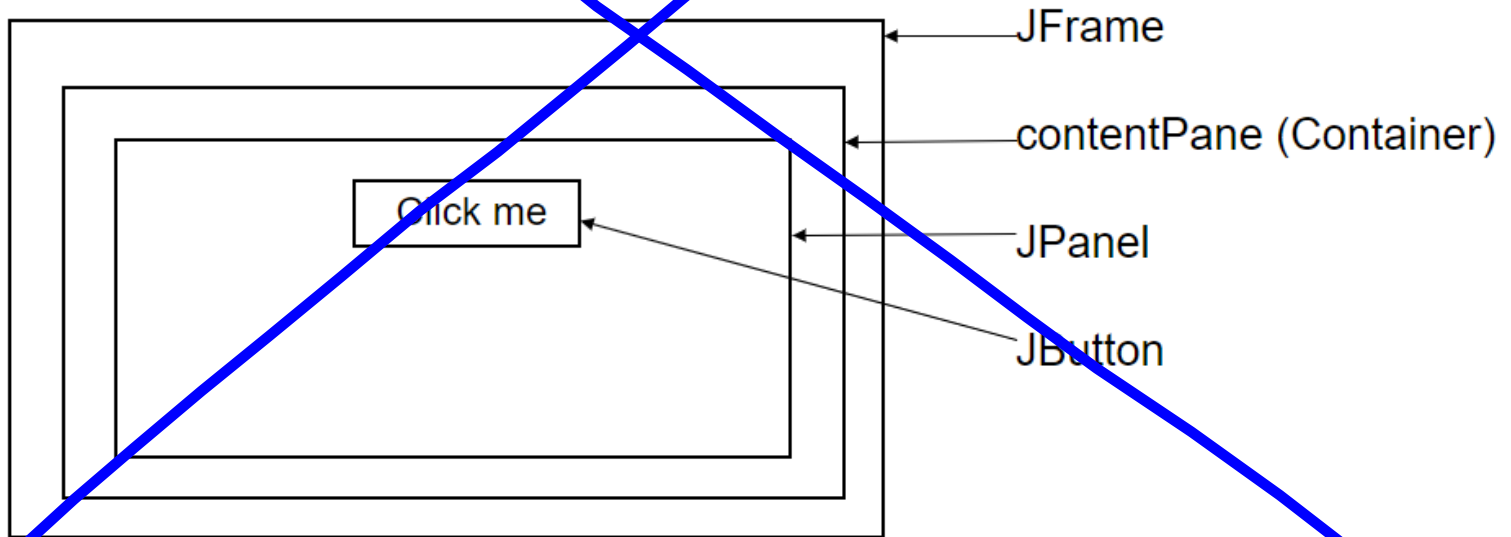 JFrame
contentPane (Container)
Click me
JPanel
JButton